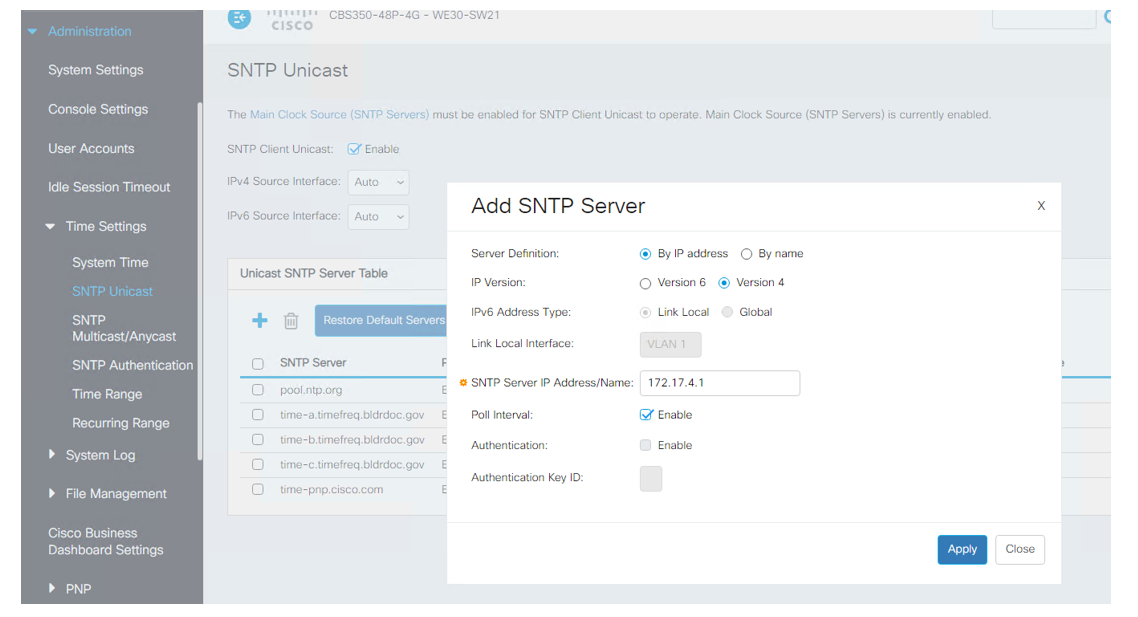 CISCO
CBS350-48P-4G - WE30-SW21
Administration
System Settings
Console Settings
User Accounts
Idle Session Timeout
Time Settings
System Time
SNTP Unicast
SNTP
Multicast/Anycast
SNTP Authentication
Time Range
Recurring Range
System Log
File Management
Cisco Business
Dashboard Settings
PNP
SNTP Unicast
The Main Clock Source (SNTP Servers) must be enabled for SNTP Client Unicast to operate. Main Clock Source (SNTP Servers) is currently enabled.
SNTP Client Unicast: Enable
IPv4 Source Interface: Auto
IPv6 Source Interface: Auto
Unicast SNTP Server Table
Restore Default Servers
SNTP Server
pool.ntp.org
time-a.timefreq.bldrdoc.gov
time-b.timefreq.bldrdoc.gov
time-c.timefreq.bldrdoc.gov
time-pnp.cisco.com
Add SNTP Server X
Server Definition: By IP address By name
IP Version: Version 6 Version 4
IPv6 Address Type: Link Local Global
Link Local Interface: VLAN 1
SNTP Server IP Address/Name: 172.17.4.1
Poll Interval: Enable
Authentication: Enable
Authentication Key ID:
Apply Close